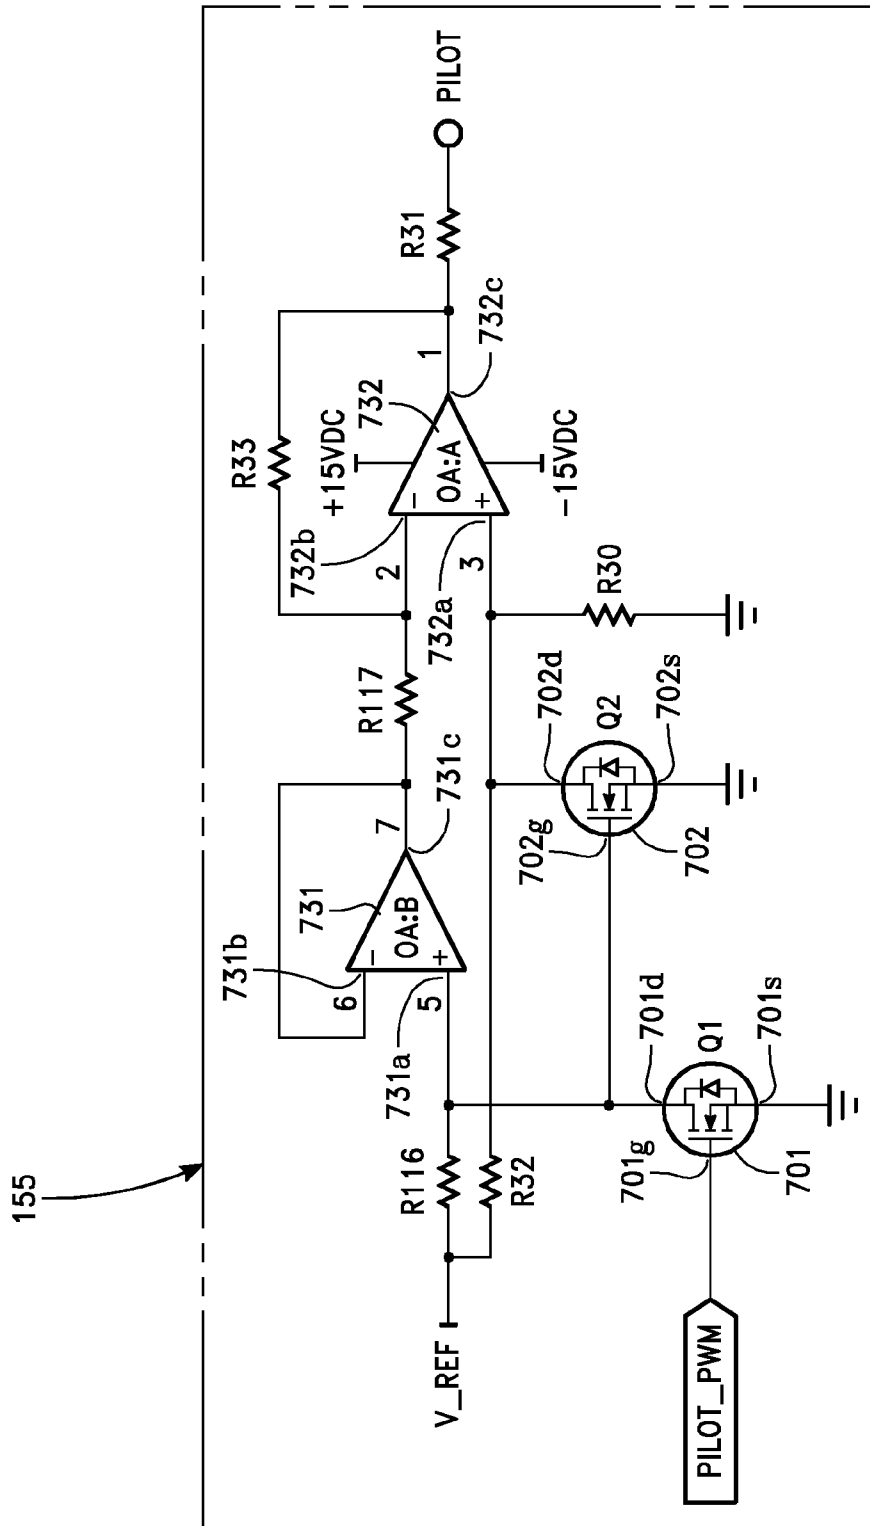 155
PILOT
R31
R33
+15VDC
732
732c
1
OA:A
-
+
-15VDC
732b
2
3
732a
R30
R117
702d
Q2
702s
702g
702
731c
7
731
OA:B
-
+
731b
6
5
731a
701d
Q1
701s
701g
701
R116
R32
V_REF
PILOT_PWM